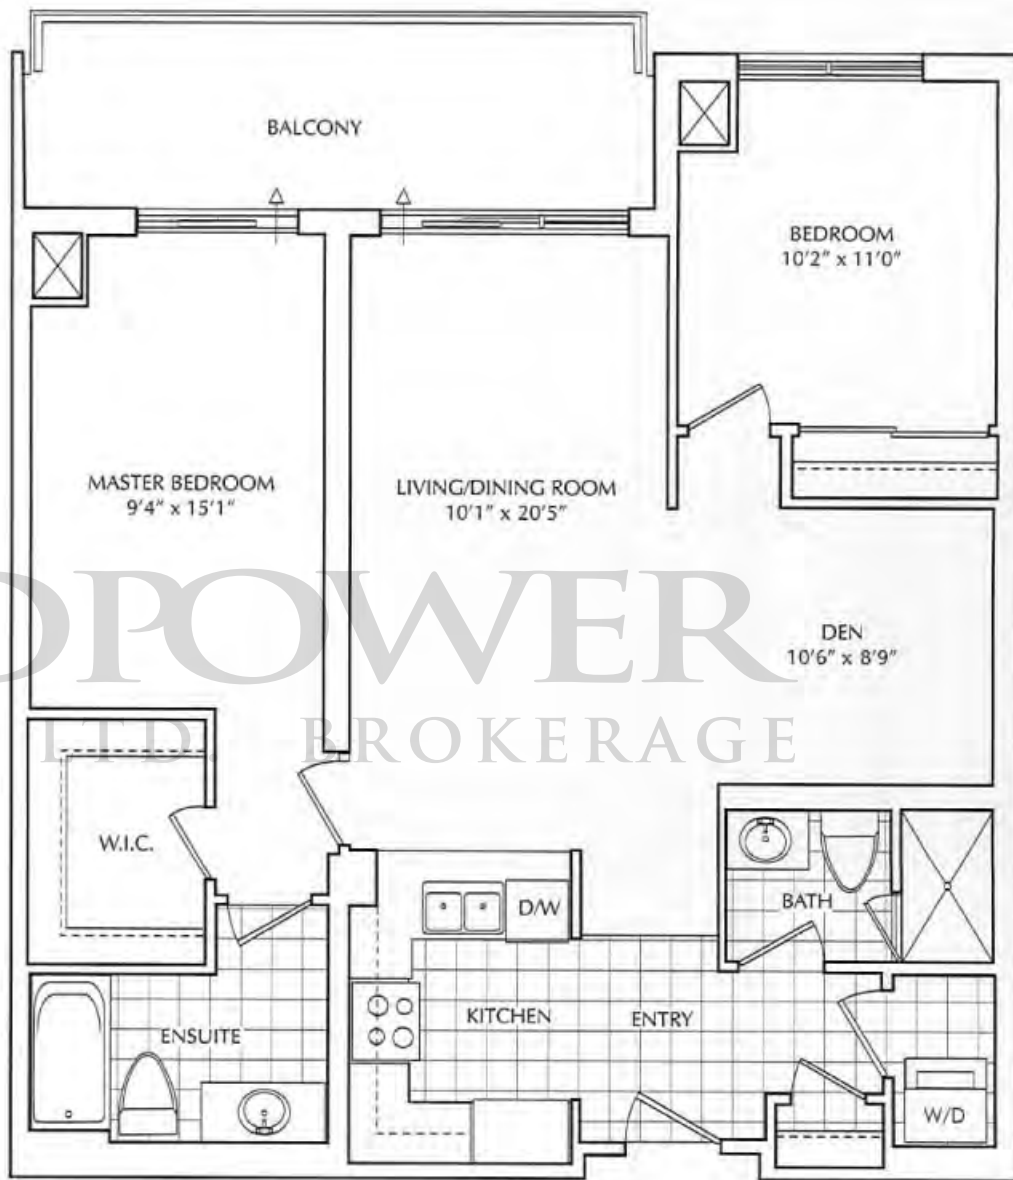 BALCONY
BEDROOM
10'2" x 11'0"
MASTER BEDROOM
9'4" x 15'1"
LIVING/DINING ROOM
10'1" x 20'5"
DEN
10'6" x 8'9"
POWER
LTD. BROKERAGE
W.I.C.
D/W
BATH
ENSUITE
KITCHEN
ENTRY
W/D